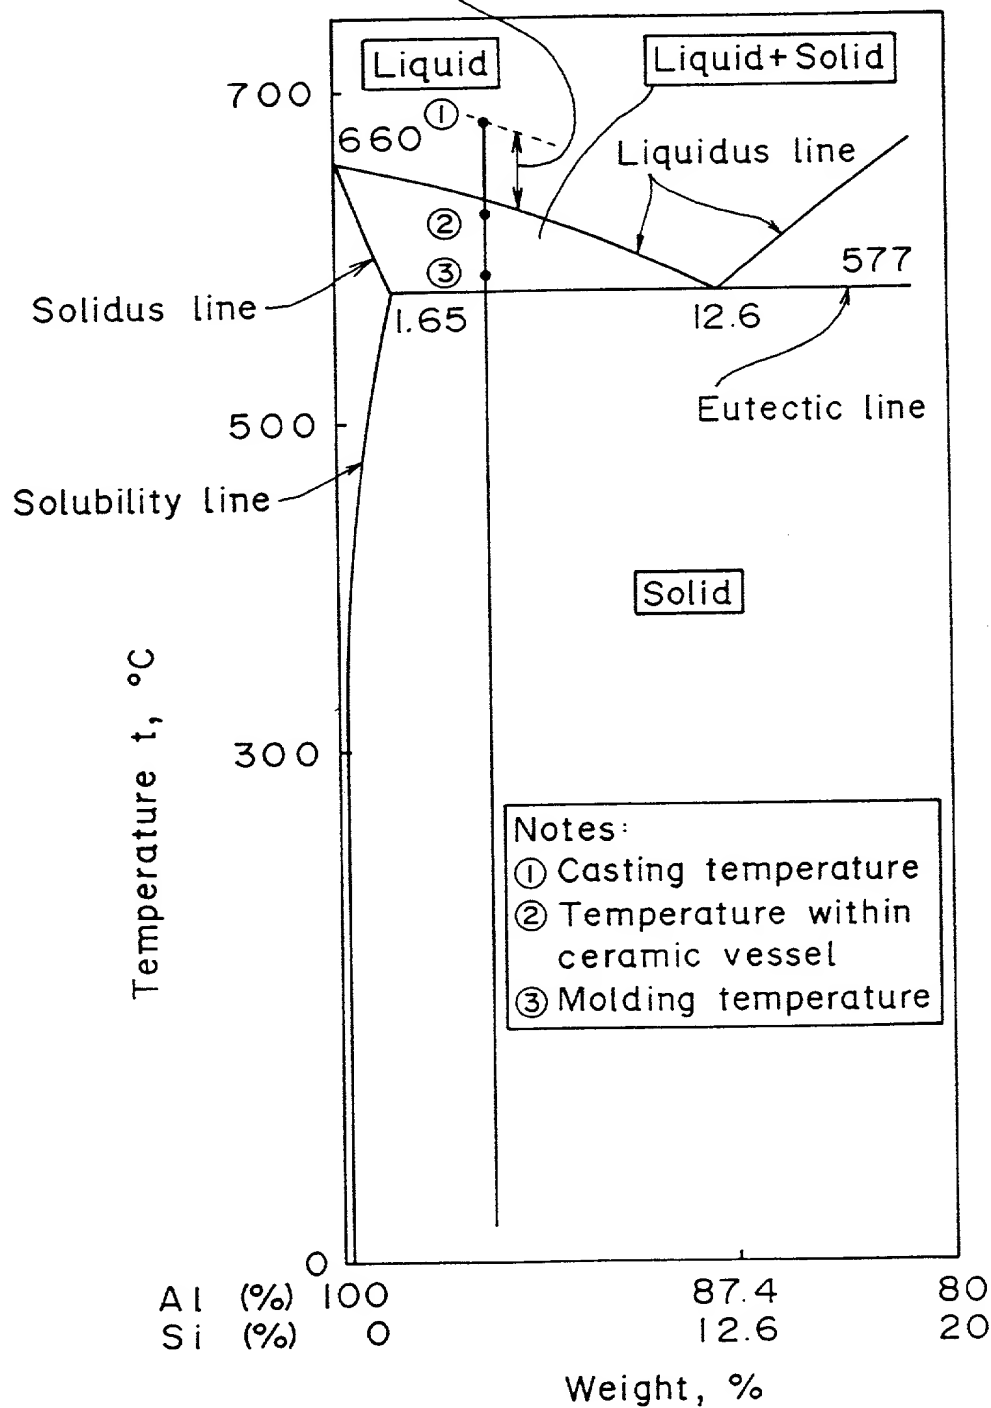 Liquid
Liquid+Solid
700
①
660
Liquidus line
②
③
577
Solidus line
1.65
12.6
500
Eutectic line
Solubility line
Solid
Temperature t, °C
300
Notes:
① Casting temperature
② Temperature within
ceramic vessel
③ Molding temperature
0
Al (%) 100 87.4 80
Si (%) 0 12.6 20
Weight, %